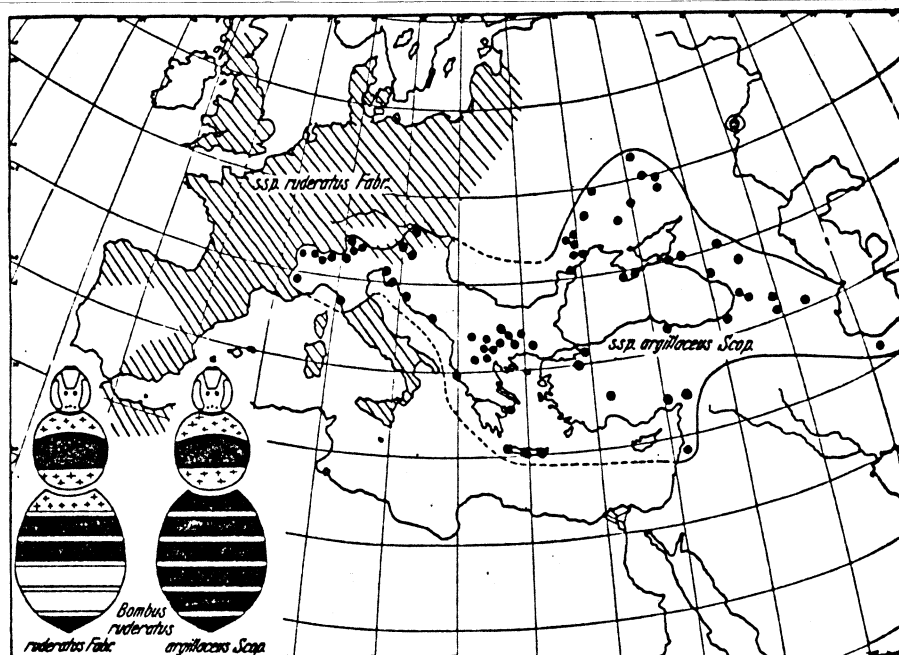 ssp. ruderatus Fabr.
ssp. argillaceus Scop.
Bombus
ruderatus
ruderatus Fabr.
argillaceus Scop.